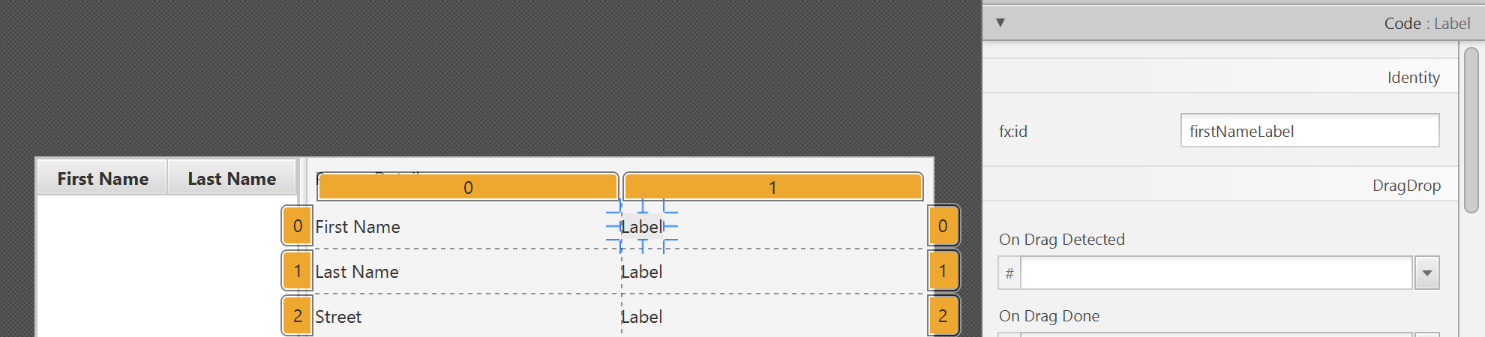 Code : Label
Identity
fx:id
firstNameLabel
DragDrop
On Drag Detected
#
On Drag Done
First Name
Last Name
0
1
0
First Name
Label
0
1
Last Name
Label
1
2
Street
Label
2